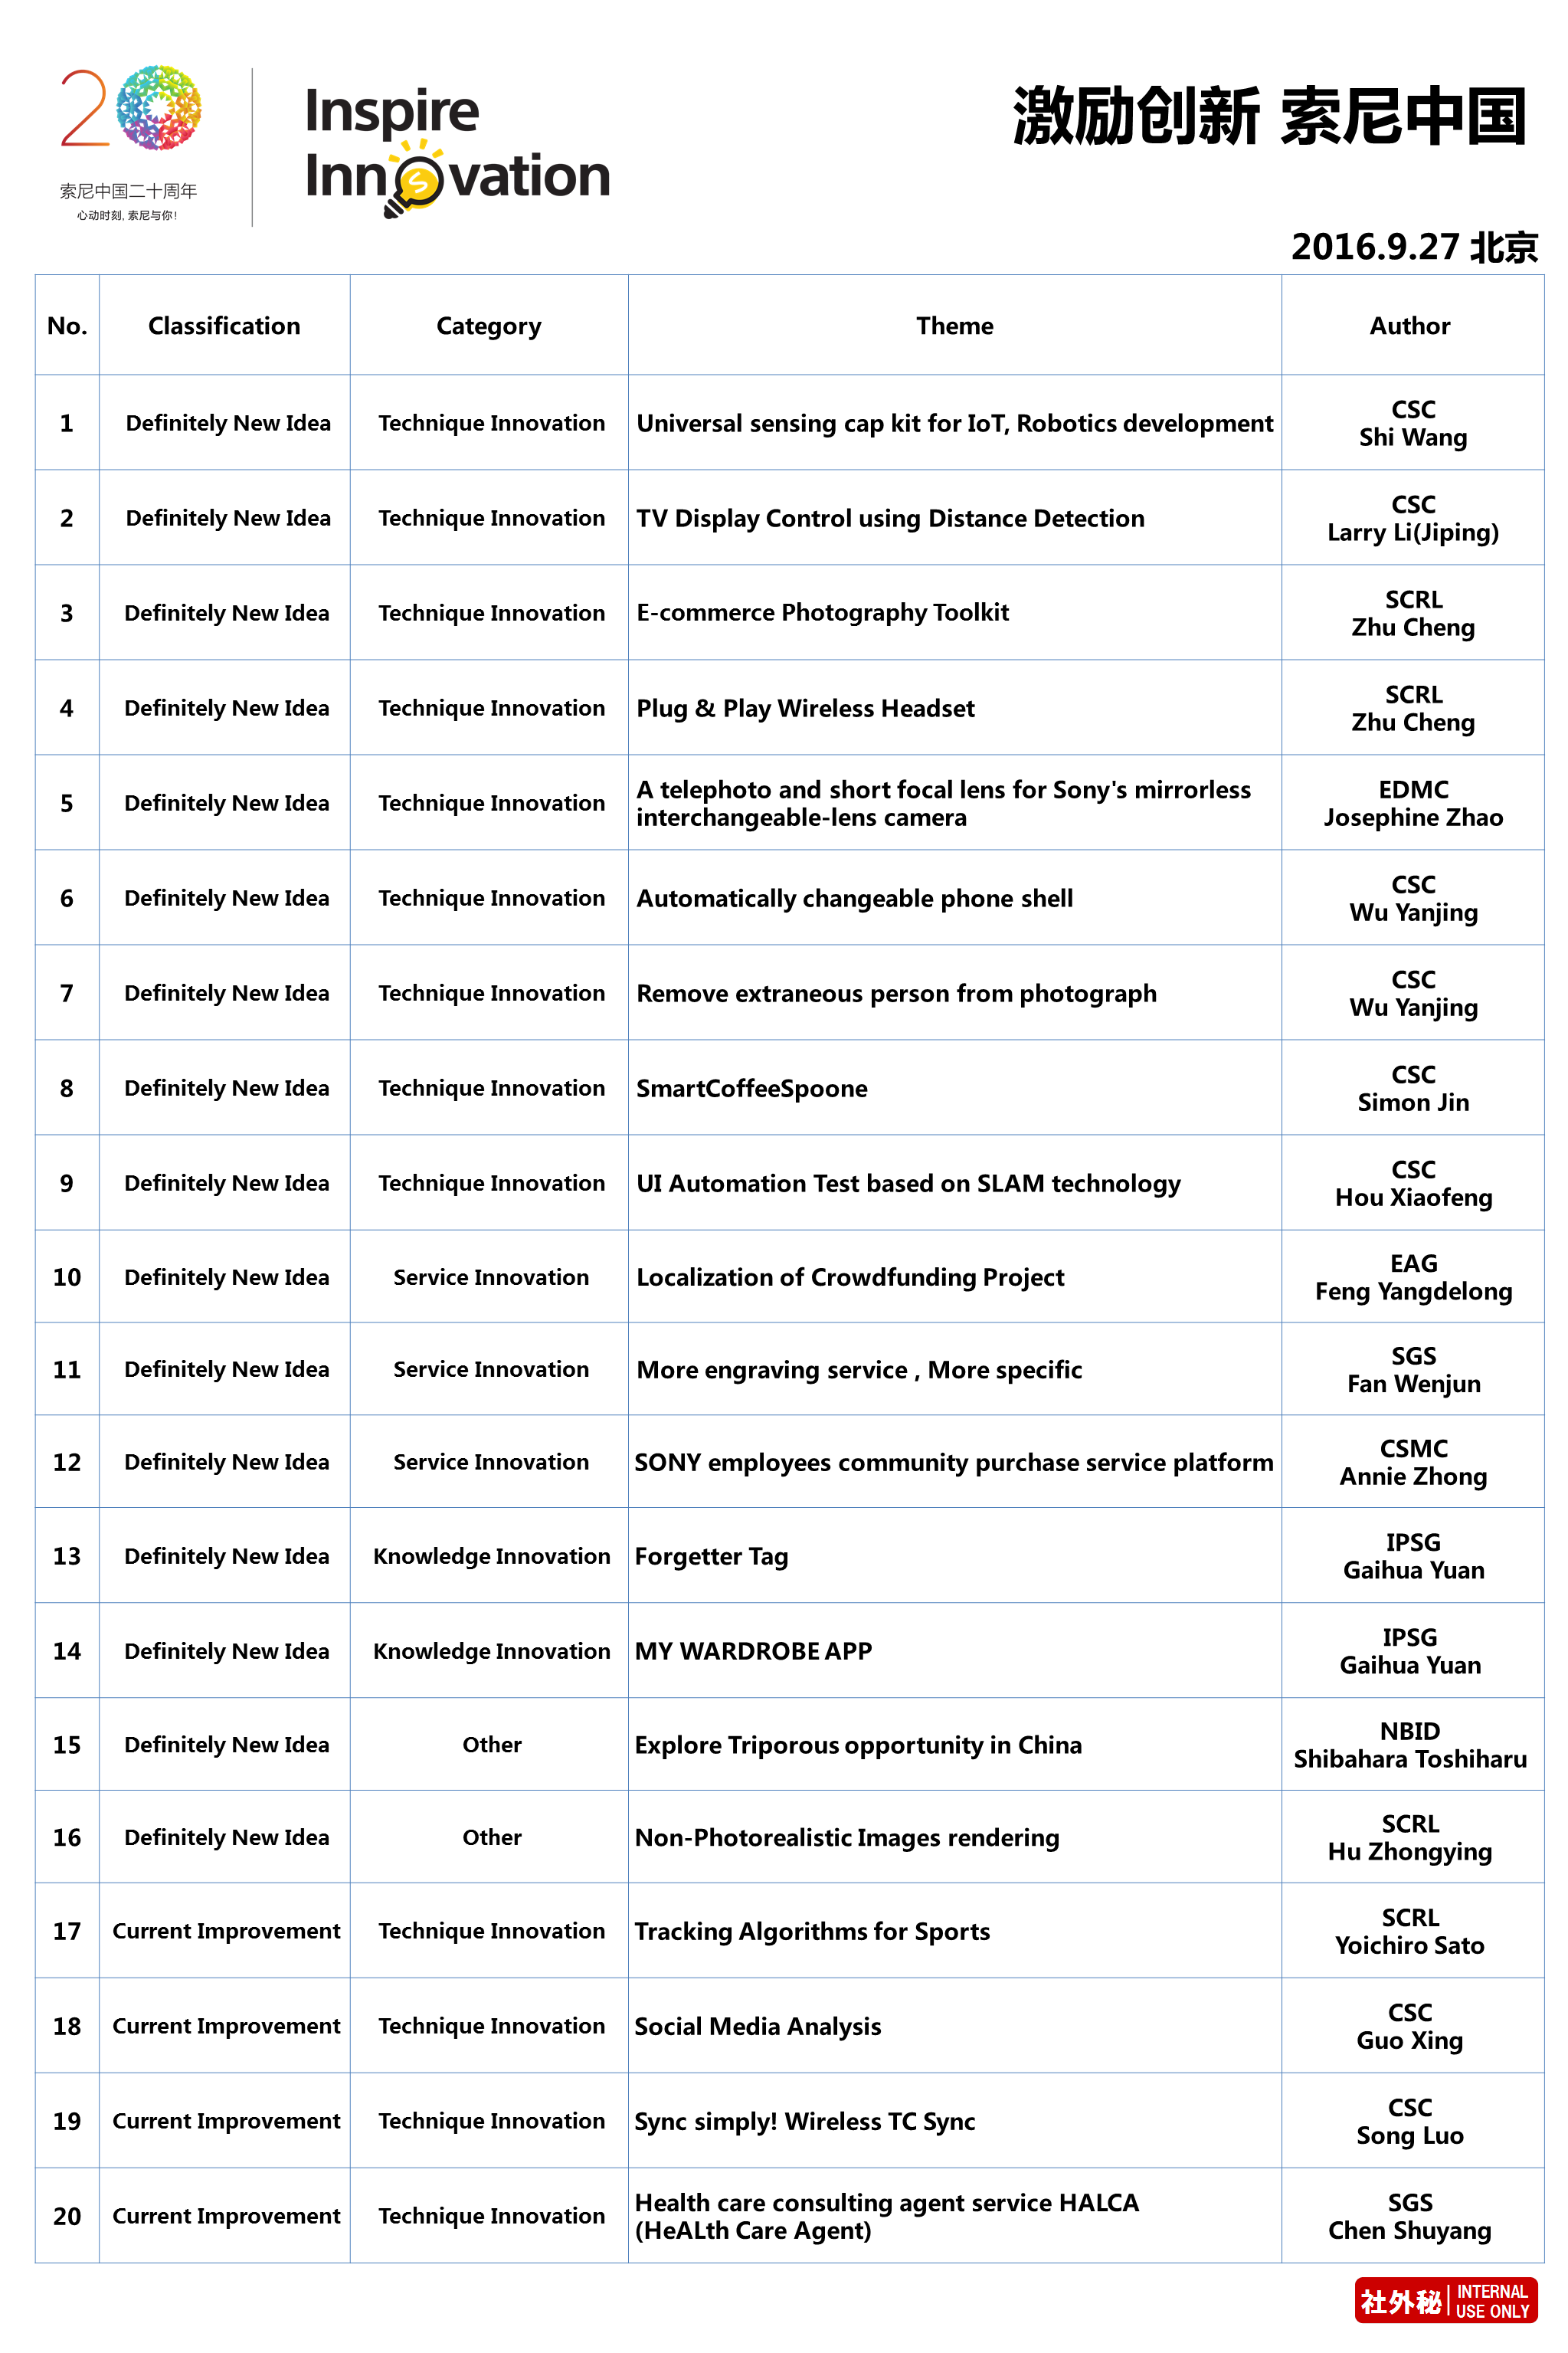 20
索尼中国二十周年
心动时刻, 索尼与你!
Inspire
Innovation
激励创新 索尼中国
2016.9.27 北京
No. Classification Category Theme Author
1 Definitely New Idea Technique Innovation Universal sensing cap kit for IoT, Robotics development CSC
Shi Wang
2 Definitely New Idea Technique Innovation TV Display Control using Distance Detection CSC
Larry Li(Jiping)
3 Definitely New Idea Technique Innovation E-commerce Photography Toolkit SCRL
Zhu Cheng
4 Definitely New Idea Technique Innovation Plug & Play Wireless Headset SCRL
Zhu Cheng
5 Definitely New Idea Technique Innovation A telephoto and short focal lens for Sony's mirrorless EDMC
interchangeable-lens camera Josephine Zhao
6 Definitely New Idea Technique Innovation Automatically changeable phone shell CSC
Wu Yanjing
7 Definitely New Idea Technique Innovation Remove extraneous person from photograph CSC
Wu Yanjing
8 Definitely New Idea Technique Innovation SmartCoffeeSpoone CSC
Simon Jin
9 Definitely New Idea Technique Innovation UI Automation Test based on SLAM technology CSC
Hou Xiaofeng
10 Definitely New Idea Service Innovation Localization of Crowdfunding Project EAG
Feng Yangdelong
11 Definitely New Idea Service Innovation More engraving service , More specific SGS
Fan Wenjun
12 Definitely New Idea Service Innovation SONY employees community purchase service platform CSMC
Annie Zhong
13 Definitely New Idea Knowledge Innovation Forgetter Tag IPSG
Gaihua Yuan
14 Definitely New Idea Knowledge Innovation MY WARDROBE APP IPSG
Gaihua Yuan
15 Definitely New Idea Other Explore Triporous opportunity in China NBID
Shibahara Toshiharu
16 Definitely New Idea Other Non-Photorealistic Images rendering SCRL
Hu Zhongying
17 Current Improvement Technique Innovation Tracking Algorithms for Sports SCRL
Yoichiro Sato
18 Current Improvement Technique Innovation Social Media Analysis CSC
Guo Xing
19 Current Improvement Technique Innovation Sync simply! Wireless TC Sync CSC
Song Luo
20 Current Improvement Technique Innovation Health care consulting agent service HALCA SGS
(HeALth Care Agent) Chen Shuyang
社外秘 INTERNAL
USE ONLY